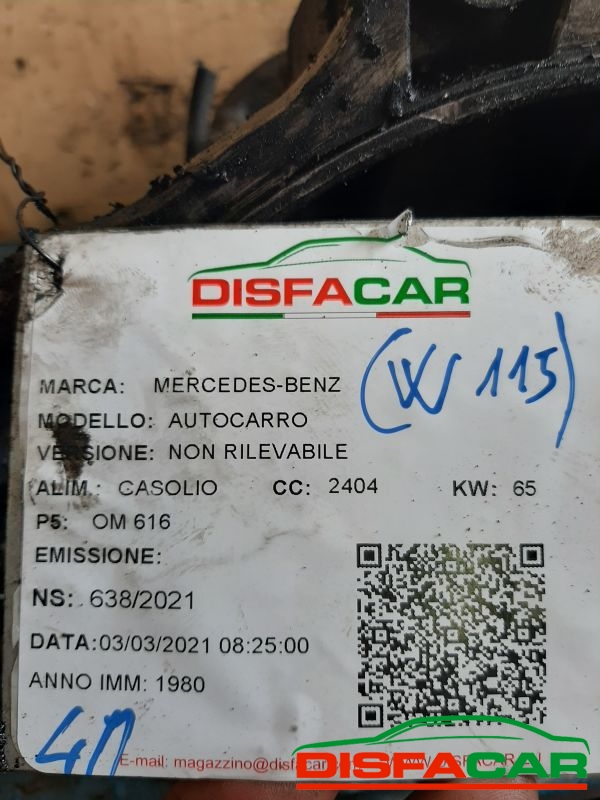 DISFACAR
MARCA: MERCEDES-BENZ
(W 115)
MODELLO: AUTOCARRO
VERSIONE: NON RILEVABILE
ALIM.: GASOLIO CC: 2404 KW: 65
P5: OM 616
EMISSIONE:
NS: 638/2021
DATA:03/03/2021 08:25:00
ANNO IMM: 1980
E-mail: magazzino@disfacar
DISFACAR